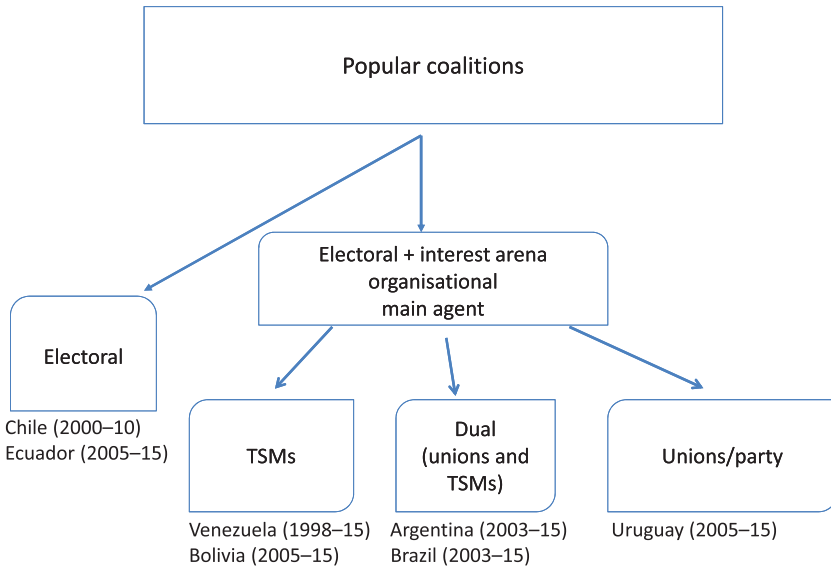 Popular coalitions
Electoral + interest arena
organisational
main agent
Electoral
Chile (2000–10)
Ecuador (2005–15)
TSMs
Venezuela (1998–15)
Bolivia (2005–15)
Dual
(unions and
TSMs)
Argentina (2003–15)
Brazil (2003–15)
Unions/party
Uruguay (2005–15)